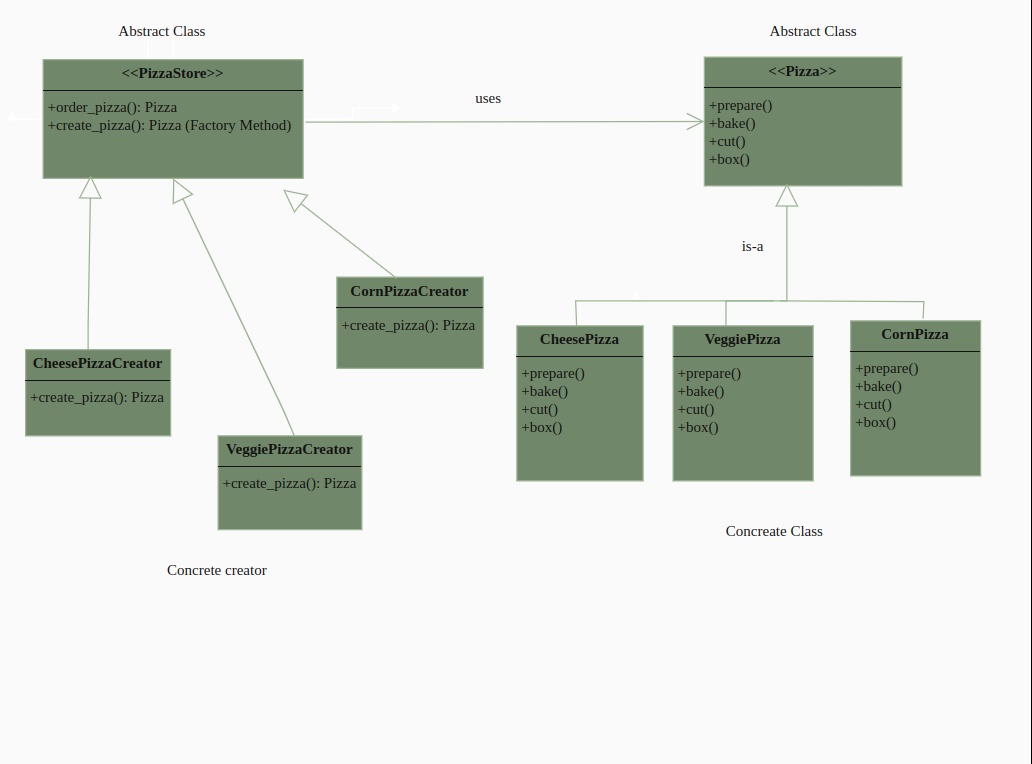 Abstract Class
<<PizzaStore>>
+order_pizza(): Pizza
+create_pizza(): Pizza (Factory Method)
uses
Abstract Class
<<Pizza>>
+prepare()
+bake()
+cut()
+box()
is-a
CornPizzaCreator
+create_pizza(): Pizza
CheesePizzaCreator
+create_pizza(): Pizza
VeggiePizzaCreator
+create_pizza(): Pizza
Concrete creator
CheesePizza
+prepare()
+bake()
+cut()
+box()
VeggiePizza
+prepare()
+bake()
+cut()
+box()
CornPizza
+prepare()
+bake()
+cut()
+box()
Concreate Class